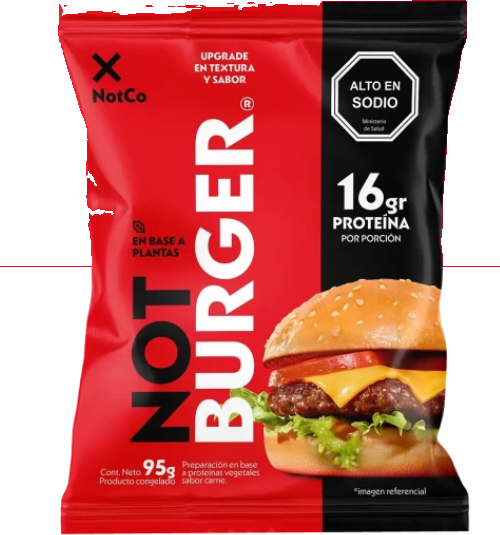 NotCo
UPGRADE
EN TEXTURA
Y SABOR
ALTO EN
SODIO
Ministerio
de Salud
16gr
PROTEÍNA
POR PORCIÓN
EN BASE A
PLANTAS
NOT
BURGER®
Cont. Neto 95g
Producto congelado
Preparación en base
a proteínas vegetales
sabor carne.
*imagen referencial